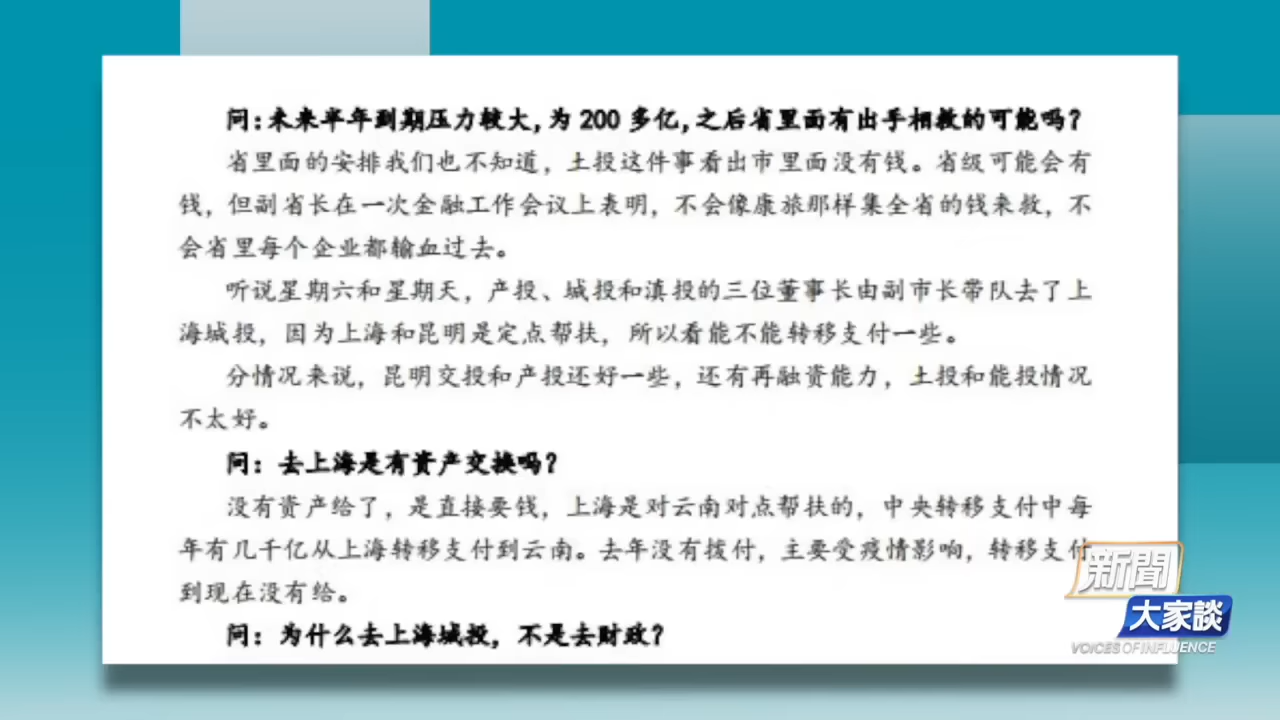 问:未来半年到期压力较大,为 200 多亿,之后省里面有出手相救的可能吗？
省里面的安排我们也不知道，土投这件事看出市里面没有钱。省级可能会有
钱，但副省长在一次金融工作会议上表明，不会像康旅那样集全省的钱来救，不
会省里每个企业都输血过去。
听说星期六和星期天，产投、城投和滇投的三位董事长由副市长带队去了上
海城投，因为上海和昆明是定点帮扶，所以看能不能转移支付一些。
分情况来说，昆明交投和产投还好一些，还有再融资能力，土投和能投情况
不太好。
问：去上海是有资产交换吗？
没有资产给了，是直接要钱，上海是对云南对点帮扶的，中央转移支付中每
年有几千亿从上海转移支付到云南。去年没有拨付，主要受疫情影响，转移支付
到现在没有给。
问：为什么去上海城投，不是去财政？
新聞
大家談
VOICES OF INFLUENCE